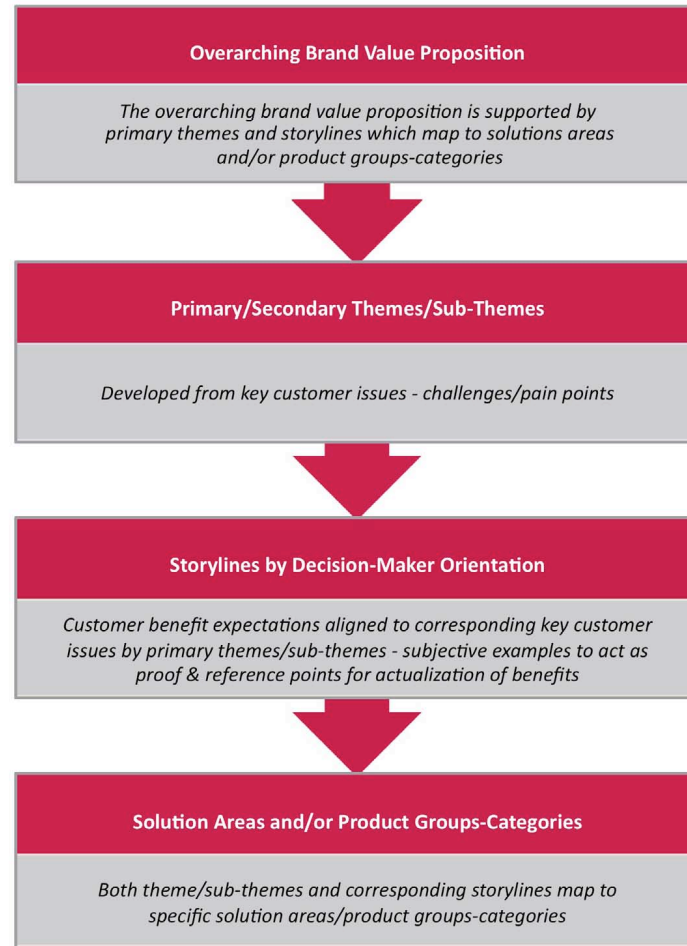 Overarching Brand Value Proposition
The overarching brand value proposition is supported by
primary themes and storylines which map to solutions areas
and/or product groups-categories
Primary/Secondary Themes/Sub-Themes
Developed from key customer issues - challenges/pain points
Storylines by Decision-Maker Orientation
Customer benefit expectations aligned to corresponding key customer
issues by primary themes/sub-themes - subjective examples to act as
proof & reference points for actualization of benefits
Solution Areas and/or Product Groups-Categories
Both theme/sub-themes and corresponding storylines map to
specific solution areas/product groups-categories